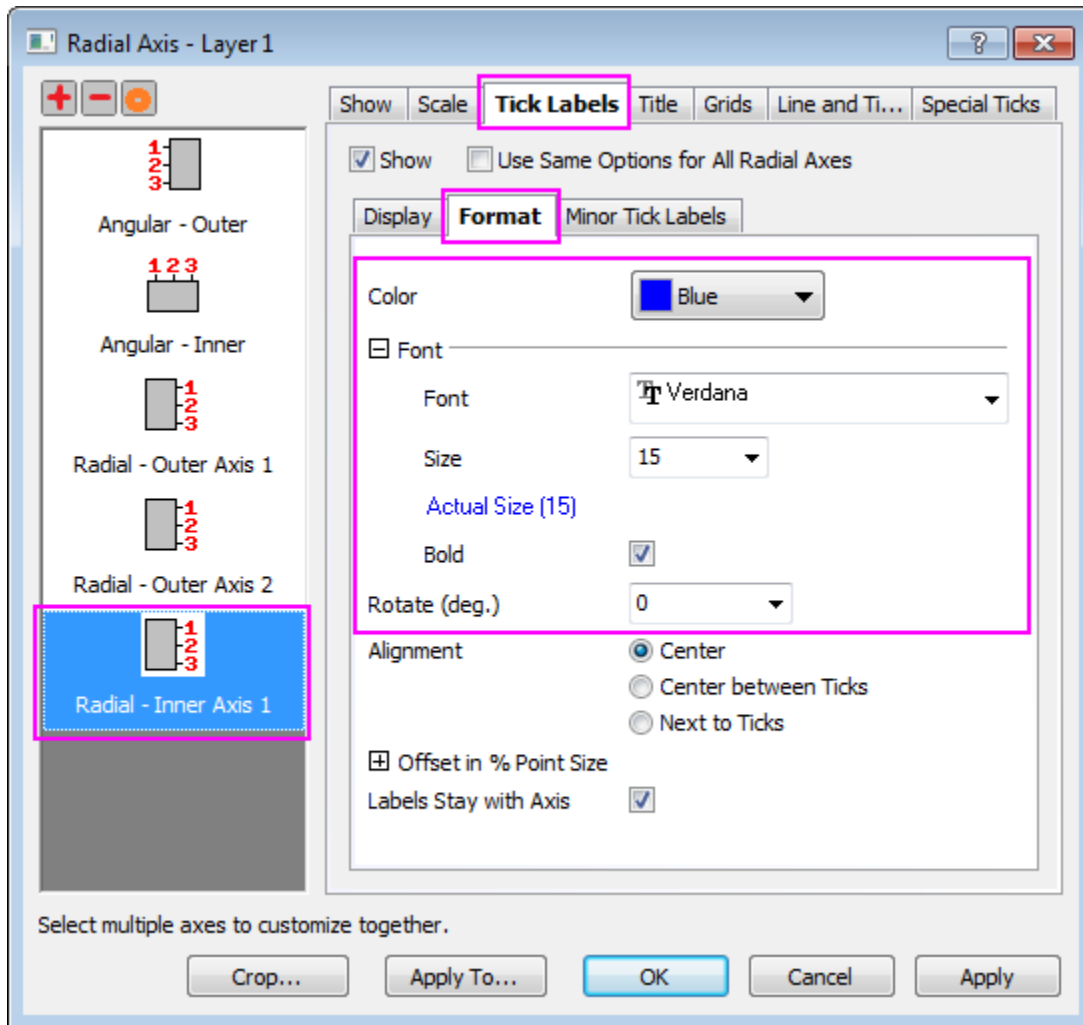 Radial Axis - Layer 1
Show Scale Tick Labels Title Grids Line and Ti... Special Ticks
Show Use Same Options for All Radial Axes
Display Format Minor Tick Labels
1
2
3
Angular - Outer
1 2 3
Angular - Inner
1
2
3
Radial - Outer Axis 1
1
2
3
Radial - Outer Axis 2
1
2
3
Radial - Inner Axis 1
Color Blue
Font
Font Verdana
Size 15
Actual Size (15)
Bold
Rotate (deg.) 0
Alignment Center
Center between Ticks
Next to Ticks
Offset in % Point Size
Labels Stay with Axis
Select multiple axes to customize together.
Crop... Apply To... OK Cancel Apply